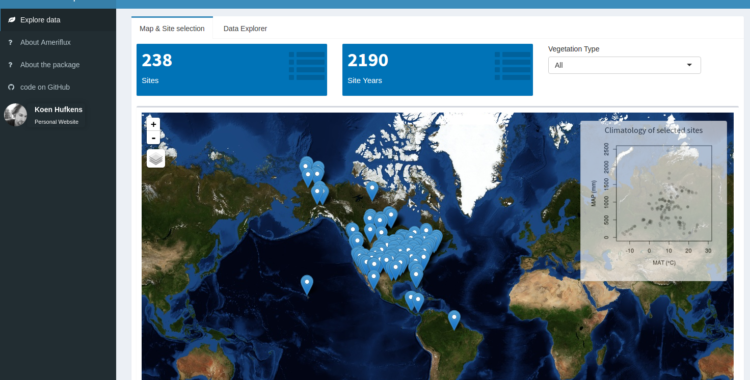 Explore data
? About Ameriflux
? About the package
code on GitHub
Koen Hufkens
Personal Website
Map & Site selection
Data Explorer
238
Sites
2190
Site Years
Vegetation Type
All
+
-
Climatology of selected sites
MAP (mm)
2500
2000
1500
1000
500
0
-10 0 10 20 30
MAT (°C)